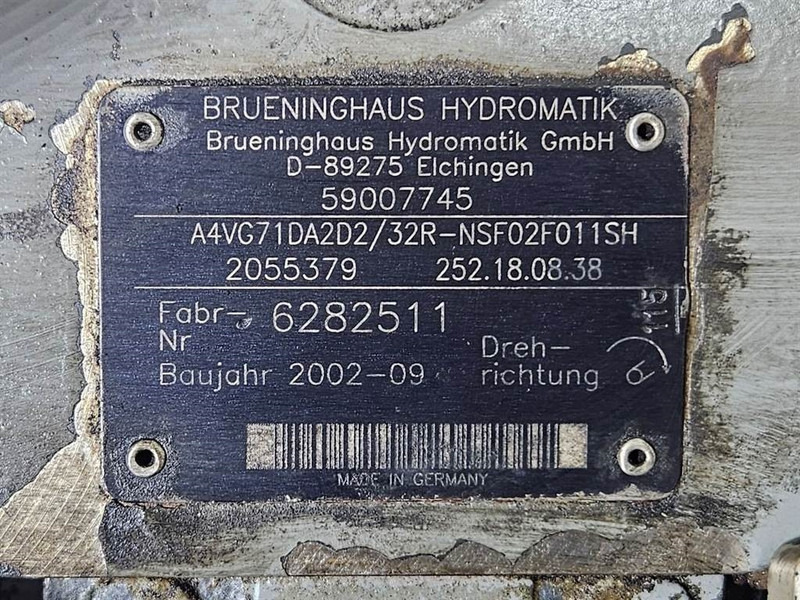 BRUENINGHAUS HYDROMATIK
Brueninghaus Hydromatik GmbH
D-89275 Elchingen
59007745
A4VG71DA2D2/32R-NSF02F011SH
2055379 252.18.08.38
Fabr-
Nr 6282511
Baujahr 2002-09
Dreh-
richtung
115
MADE IN GERMANY